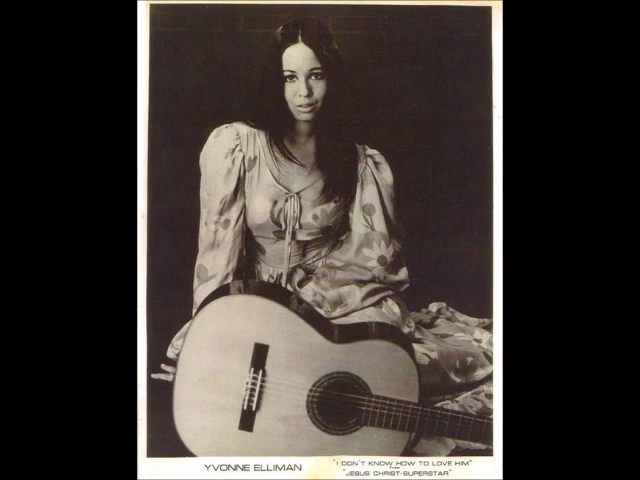 YVONNE ELLIMAN
"I DON'T KNOW HOW TO LOVE HIM"
"JESUS CHRIST-SUPERSTAR"